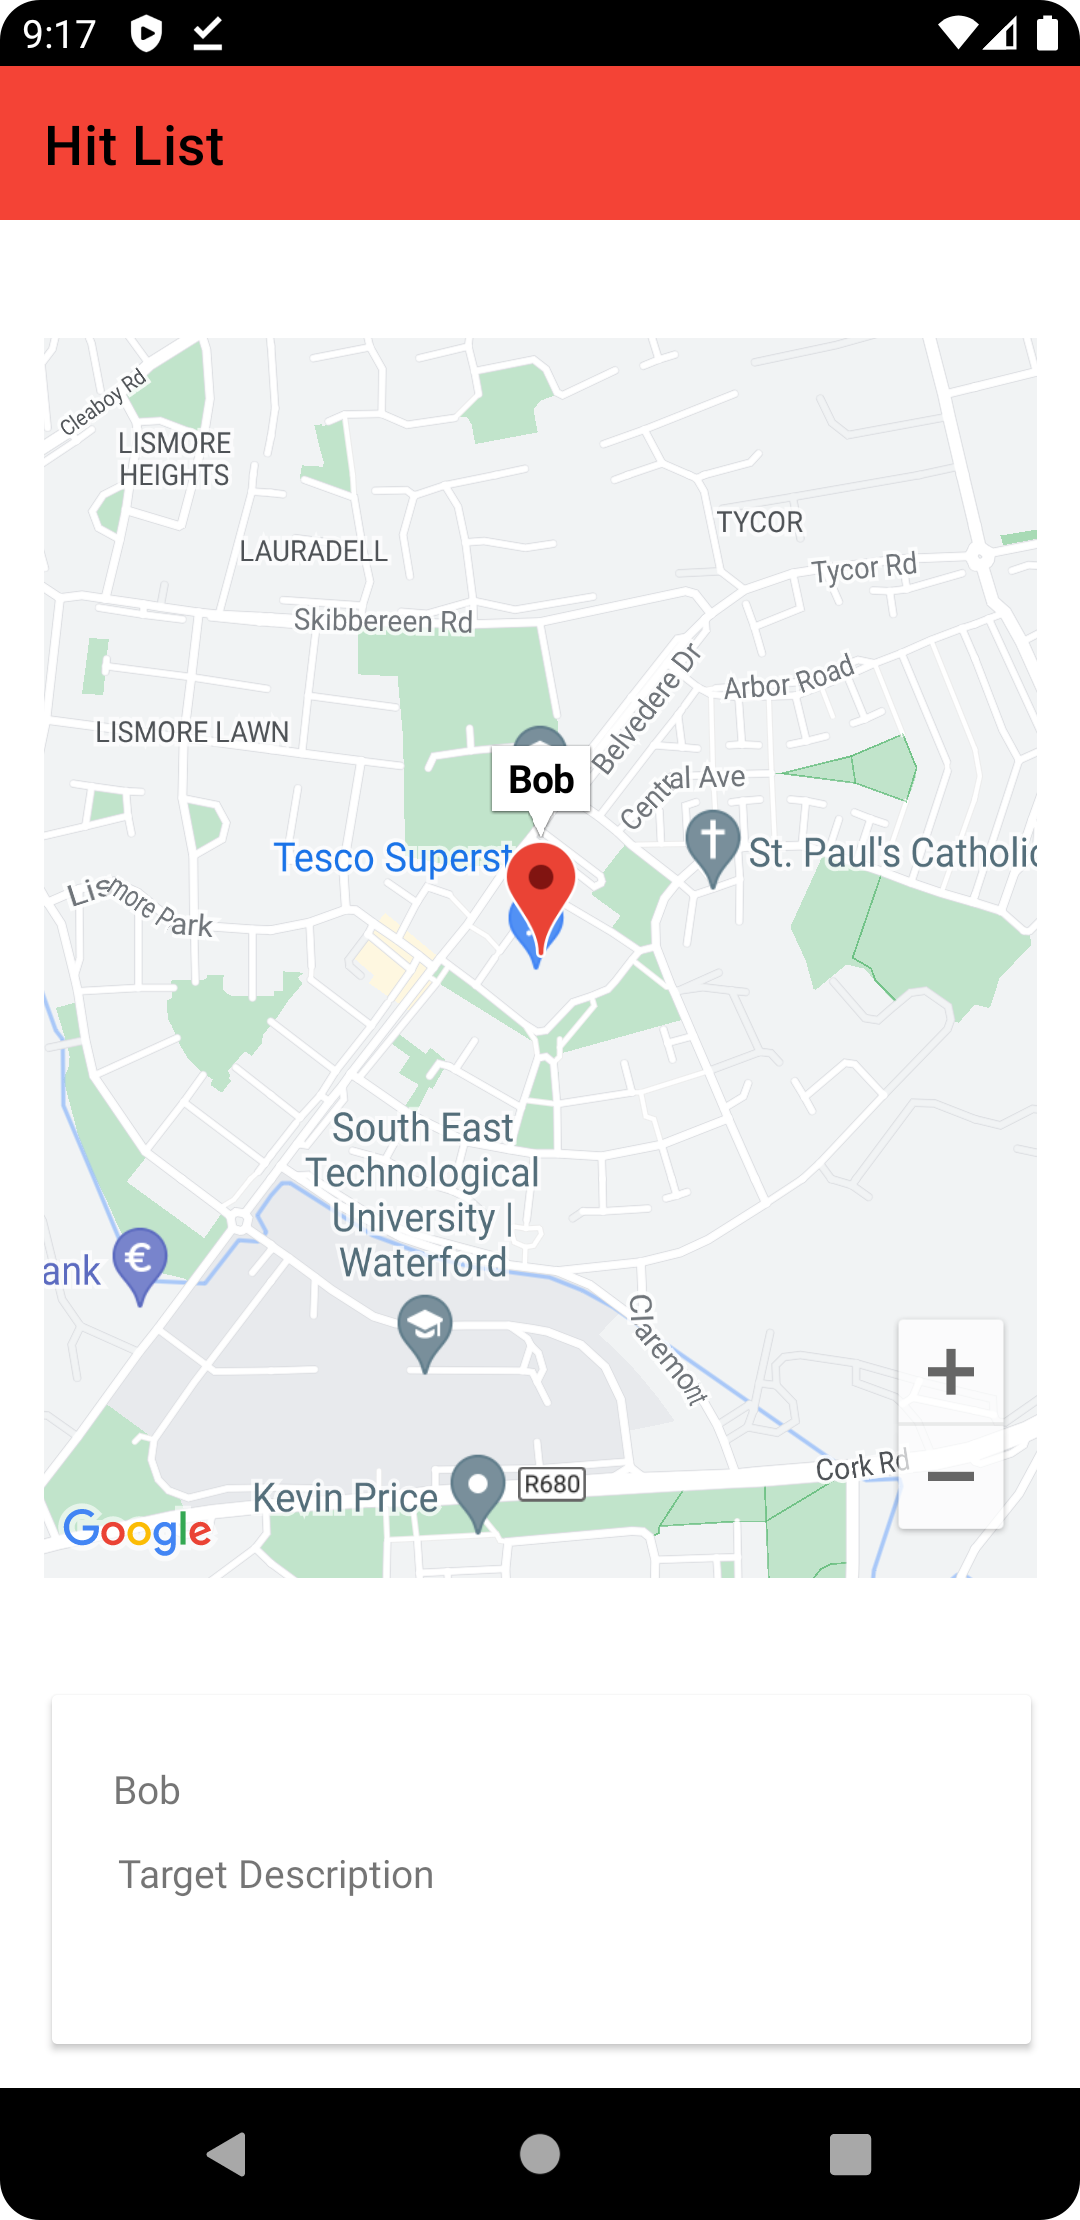 9:17
Hit List
Cleaboy Rd
LISMORE
HEIGHTS
TYCOR
LAURADELL
Tycor Rd
Skibbereen Rd
Belvedere Dr
Arbor Road
LISMORE LAWN
Bob
Central Ave
Tesco Superst
St. Paul's Catholic
Lismore Park
South East
Technological
University |
Waterford
ank
€
Claremont
Cork Rd
Kevin Price
R680
Google
Bob
Target Description